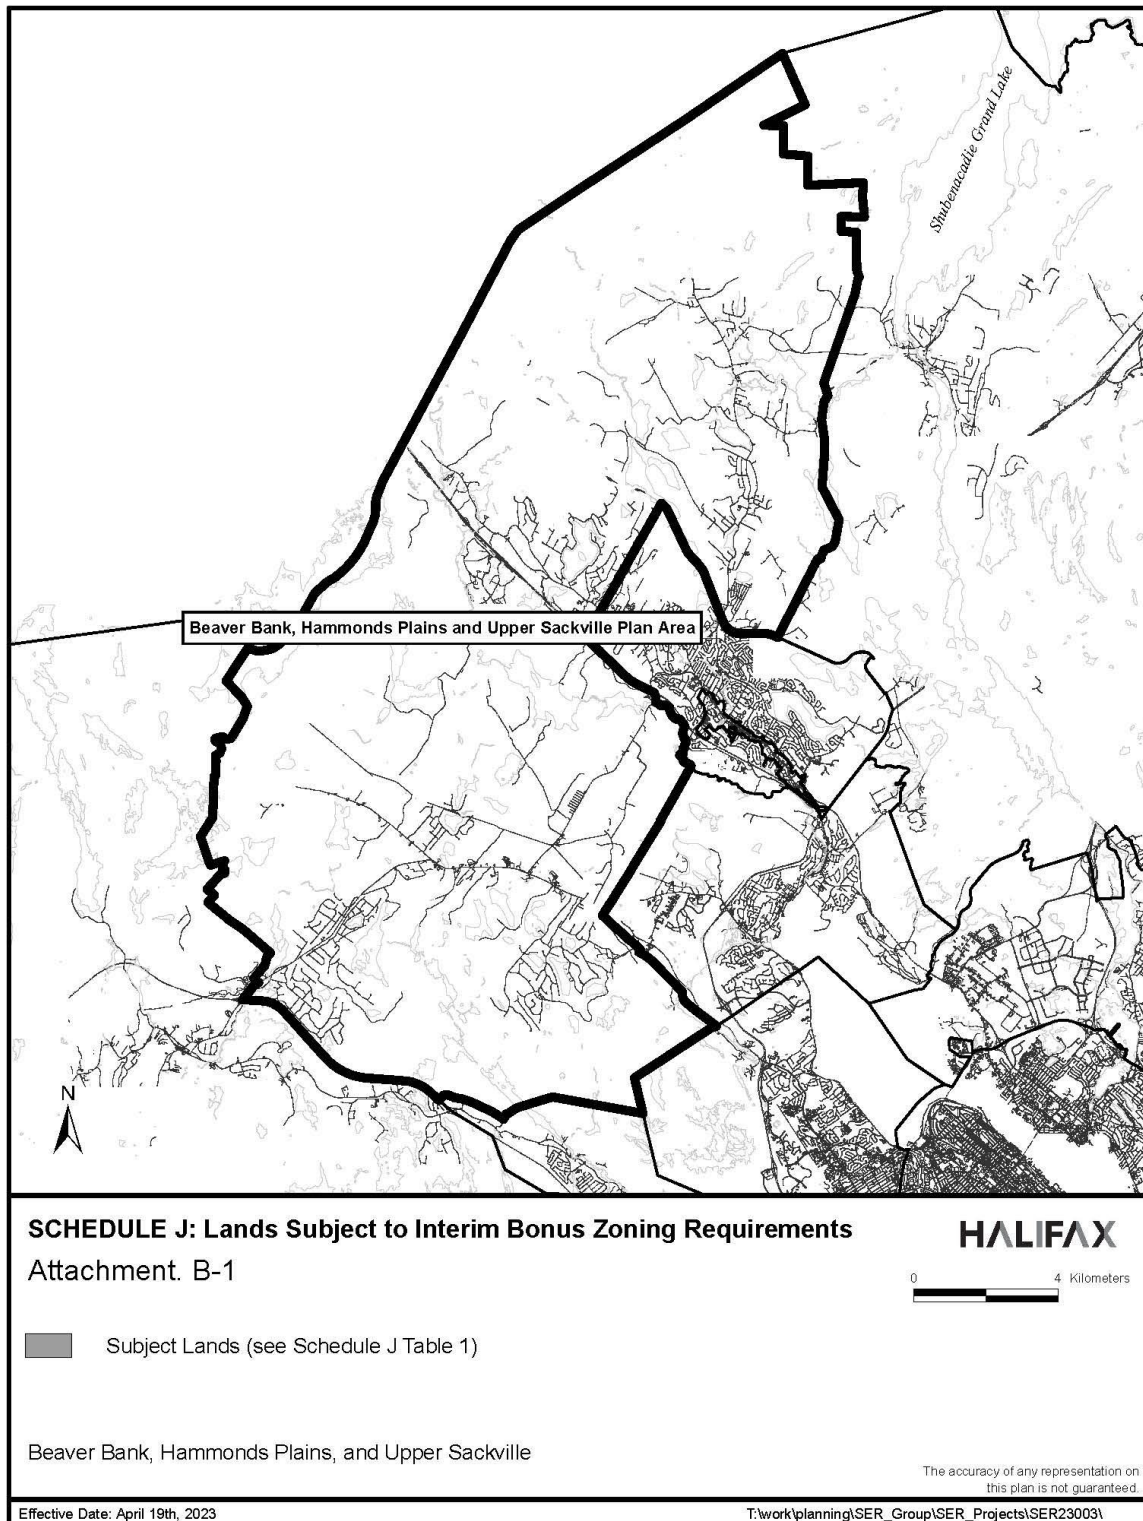 Shubenacadie Grand Lake
Beaver Bank, Hammonds Plains and Upper Sackville Plan Area
N
SCHEDULE J: Lands Subject to Interim Bonus Zoning Requirements
Attachment. B-1
HALIFAX
0 4 Kilometers
Subject Lands (see Schedule J Table 1)
Beaver Bank, Hammonds Plains, and Upper Sackville
The accuracy of any representation on
this plan is not guaranteed.
Effective Date: April 19th, 2023
T:\work\planning\SER_Group\SER_Projects\SER23003\